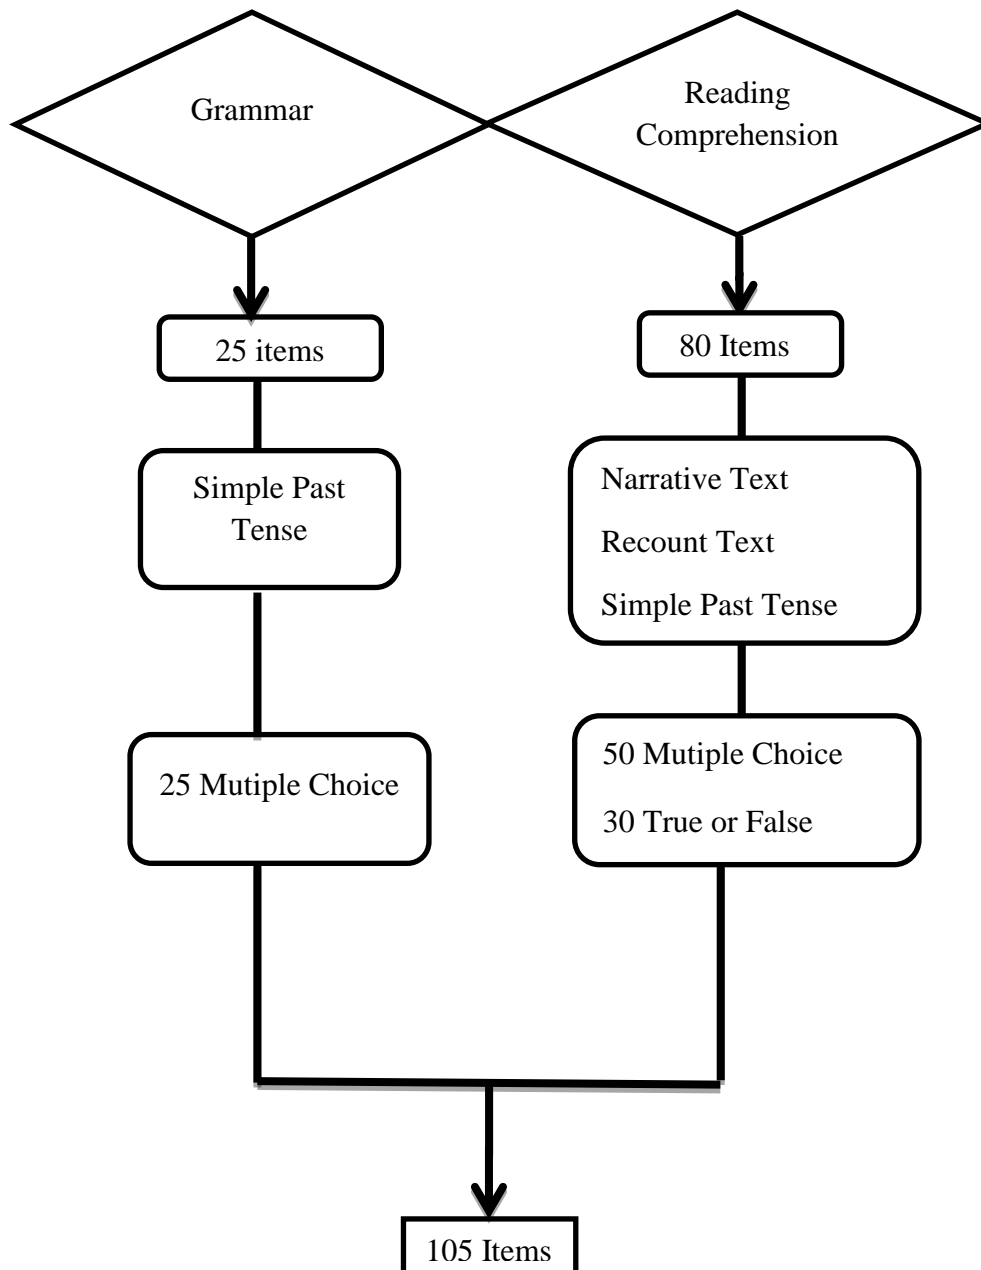 Grammar
Reading
Comprehension
25 items
80 Items
Simple Past
Tense
Narrative Text
Recount Text
Simple Past Tense
25 Mutiple Choice
50 Mutiple Choice
30 True or False
105 Items